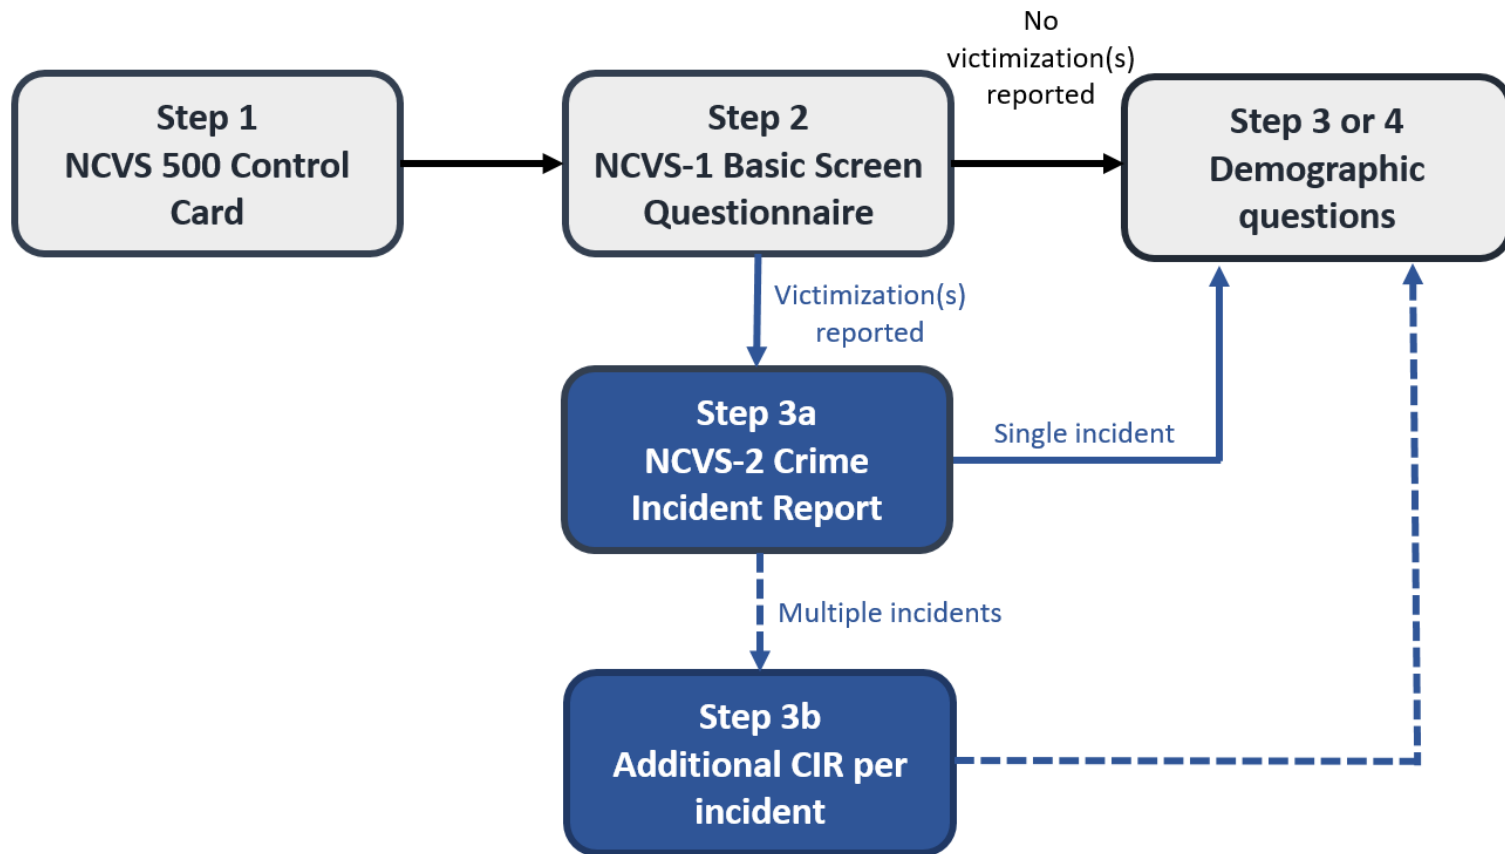 Step 1
NCVS 500 Control
Card
Step 2
NCVS-1 Basic Screen
Questionnaire
No
victimization(s)
reported
Step 3 or 4
Demographic
questions
Victimization(s)
reported
Step 3a
NCVS-2 Crime
Incident Report
Single incident
Multiple incidents
Step 3b
Additional CIR per
incident